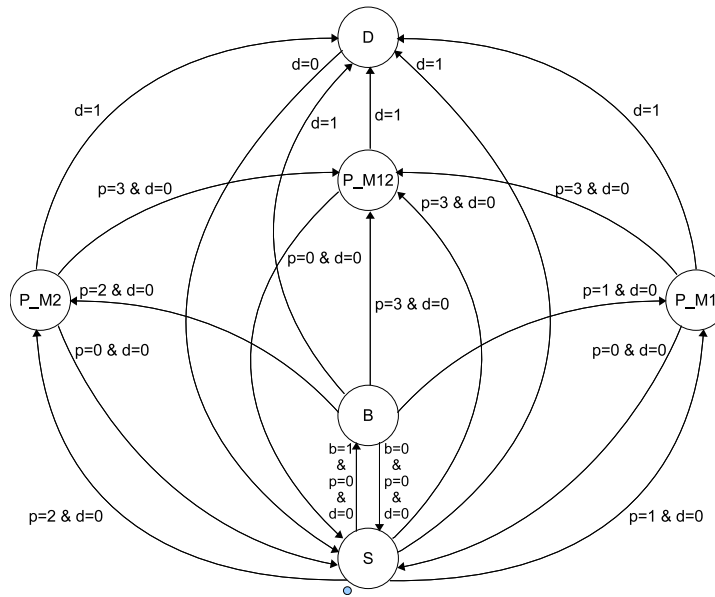 D
d=0
d=1
d=1
d=1
d=1
d=1
p=3 & d=0
P_M12
p=3 & d=0
p=3 & d=0
p=0 & d=0
P_M2
p=2 & d=0
p=3 & d=0
p=1 & d=0
P_M1
p=0 & d=0
p=0 & d=0
B
b=1
&
p=0
&
d=0
b=0
&
p=0
&
d=0
p=2 & d=0
p=1 & d=0
S